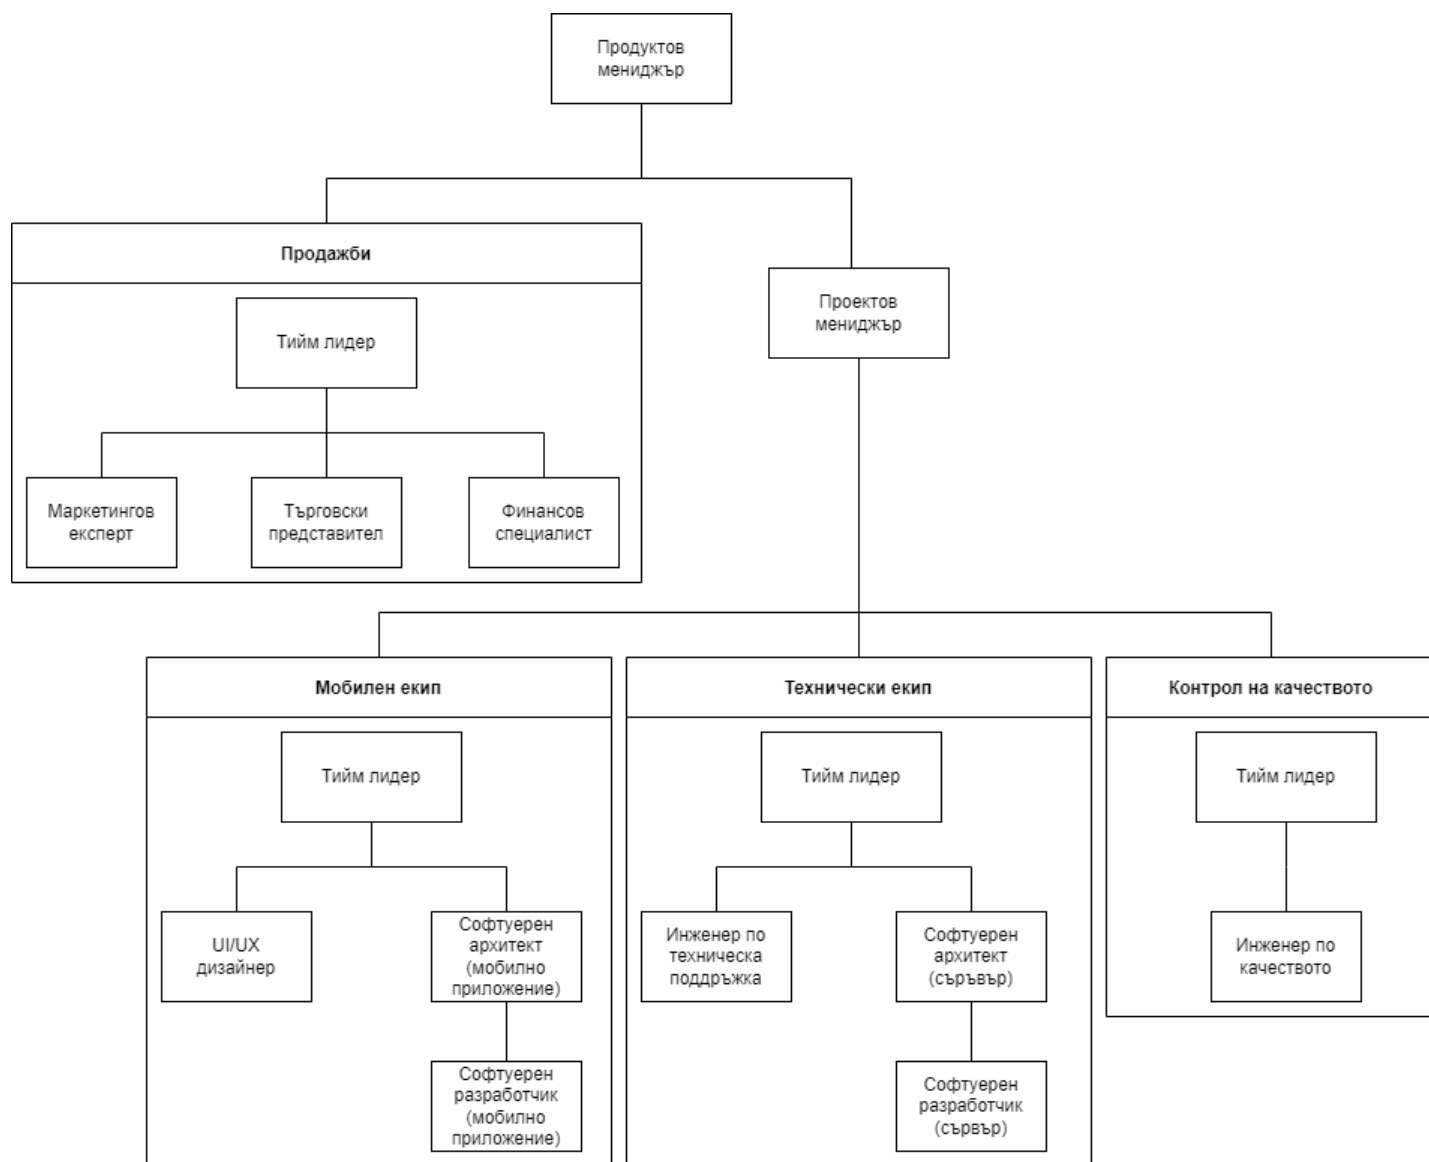 Продуктов
мениджър
Продажби
Тийм лидер
Маркетингов
експерт
Търговски
представител
Финансов
специалист
Проектов
мениджър
Мобилен екип
Тийм лидер
UI/UX
дизайнер
Софтуерен
архитект
(мобилно
приложение)
Софтуерен
разработчик
(мобилно
приложение)
Технически екип
Тийм лидер
Инженер по
техническа
поддръжка
Софтуерен
архитект
(съръвър)
Софтуерен
разработчик
(сървър)
Контрол на качеството
Тийм лидер
Инженер по
качеството